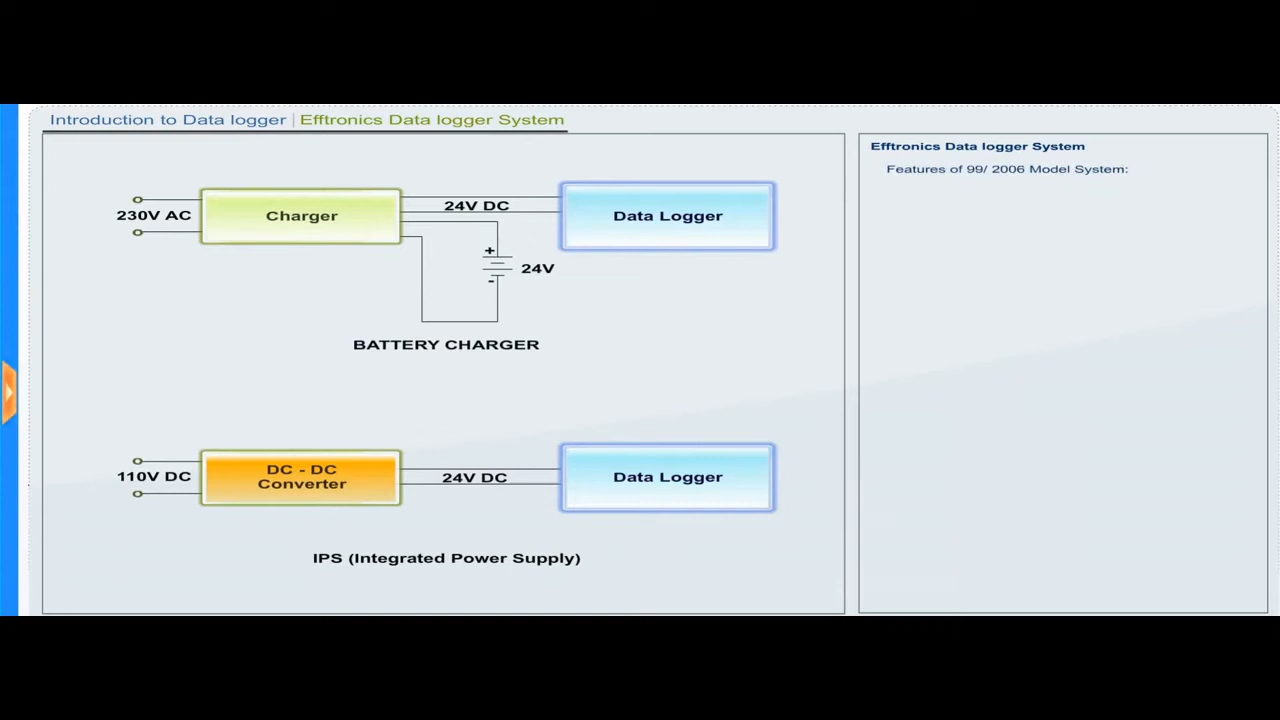 Introduction to Data logger | Efftronics Data logger System
230V AC
Charger
24V DC
Data Logger
+
24V
-
BATTERY CHARGER
110V DC
DC - DC
Converter
24V DC
Data Logger
IPS (Integrated Power Supply)
Efftronics Data logger System
Features of 99/ 2006 Model System: